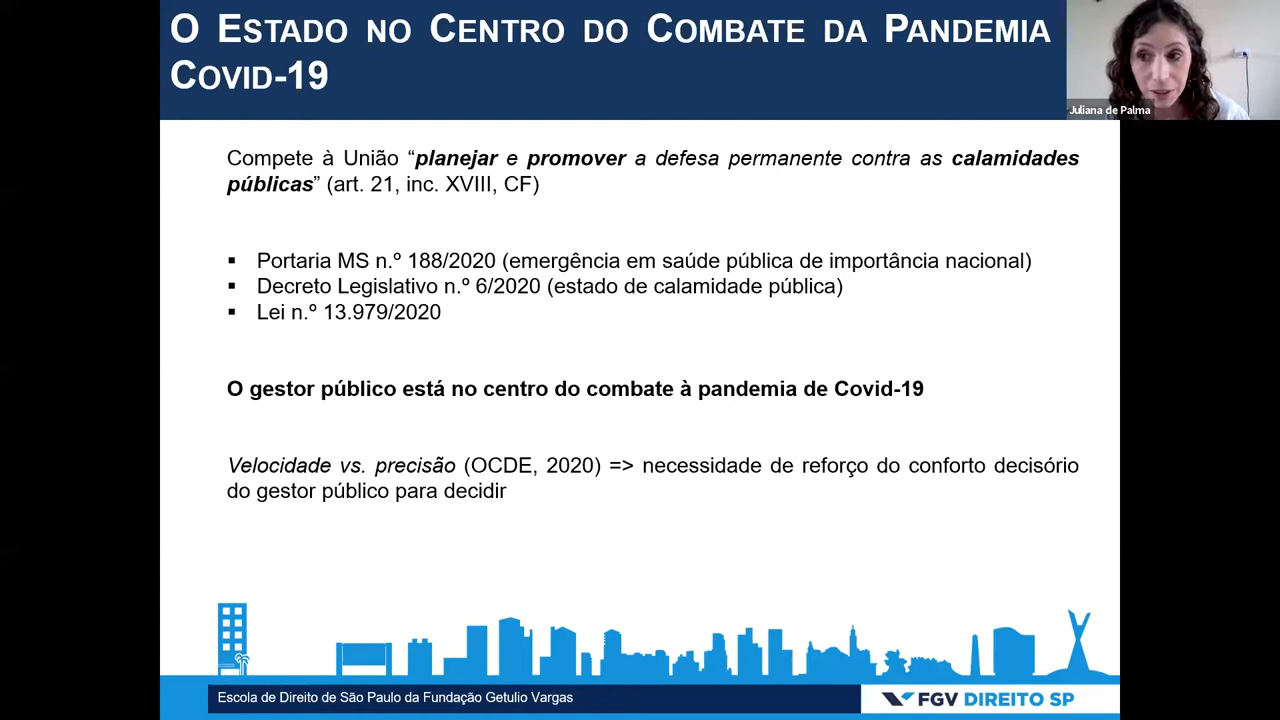 O ESTADO NO CENTRO DO COMBATE DA PANDEMIA
COVID-19
Juliana de Palma
Compete à União “planejar e promover a defesa permanente contra as calamidades
públicas” (art. 21, inc. XVIII, CF)
▪ Portaria MS n.º 188/2020 (emergência em saúde pública de importância nacional)
▪ Decreto Legislativo n.º 6/2020 (estado de calamidade pública)
▪ Lei n.º 13.979/2020
O gestor público está no centro do combate à pandemia de Covid-19
Velocidade vs. precisão (OCDE, 2020) => necessidade de reforço do conforto decisório
do gestor público para decidir
Escola de Direito de São Paulo da Fundação Getulio Vargas
FGV DIREITO SP